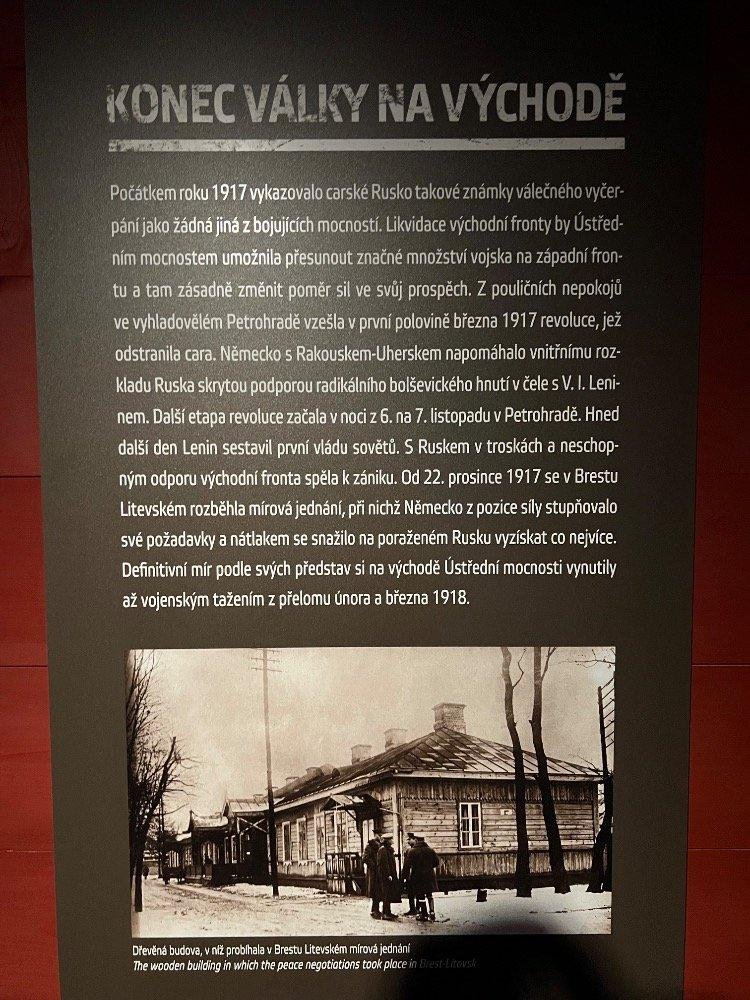 KONEC VÁLKY NA VÝCHODĚ
Počátkem roku 1917 vykazovalo carské Rusko takové známky válečného vyčer-
pání jako žádná jiná z bojujících mocností. Likvidace východní fronty by Ústřed-
ním mocnostem umožnila přesunout značné množství vojska na západní fron-
tu a tam zásadně změnit poměr sil ve svůj prospěch. Z pouličních nepokojů
ve vyhladovělém Petrohradě vzešla v první polovině března 1917 revoluce, jež
odstranila cara. Německo s Rakouskem-Uherskem napomáhalo vnitřnímu roz-
kladu Ruska skrytou podporou radikálního bolševického hnutí v čele s V. I. Leni-
nem. Další etapa revoluce začala v noci z 6. na 7. listopadu v Petrohradě. Hned
další den Lenin sestavil první vládu sovětů. S Ruskem v troskách a neschop-
ným odporu východní fronta spěla k zániku. Od 22. prosince 1917 se v Brestu
Litevském rozběhla mírová jednání, při nichž Německo z pozice síly stupňovalo
své požadavky a nátlakem se snažilo na poraženém Rusku vyzískat co nejvíce.
Definitivní mír podle svých představ si na východě Ústřední mocnosti vynutily
až vojenským tažením z přelomu února a března 1918.
Dřevěná budova, v níž probíhala v Brestu Litevském mírová jednání
The wooden building in which the peace negotiations took place in Brest-Litovsk